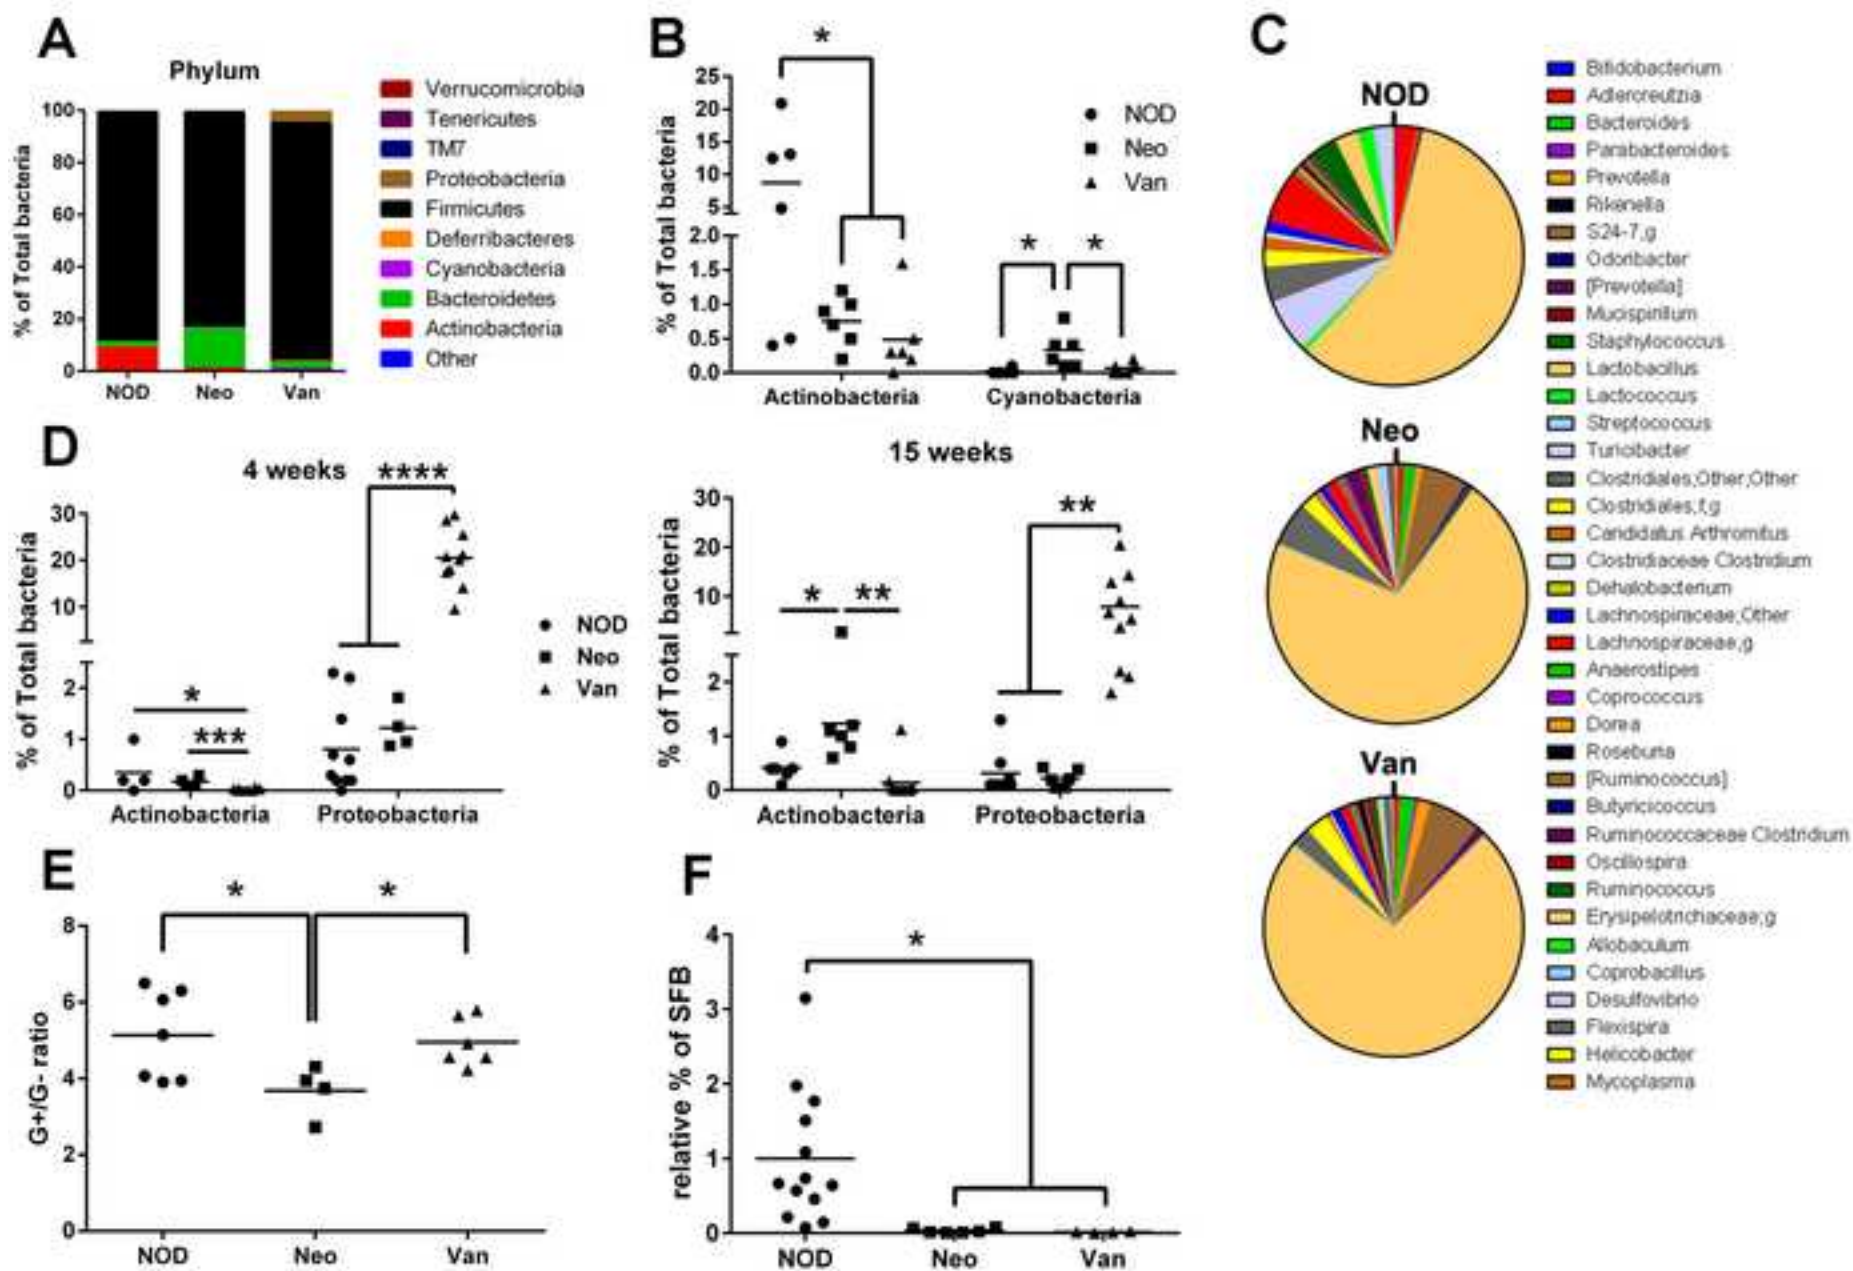 A
Phylum
% of Total bacteria
100
80
60
40
20
0
NOD Neo Van
Verrucomicrobia
Tenericutes
TM7
Proteobacteria
Firmicutes
Deferribacteres
Cyanobacteria
Bacteroidetes
Actinobacteria
Other
B
% of Total bacteria
25
20
15
10
5
2.0
1.5
1.0
0.5
0.0
*
* *
NOD
Neo
Van
Actinobacteria Cyanobacteria
C
NOD
Neo
Van
Bifidobacterium
Adlercreutzia
Bacteroides
Parabacteroides
Prevotella
Rikenella
S24-7,g
Odoribacter
[Prevotella]
Mucispirillum
Staphylococcus
Lactobacillus
Lactococcus
Streptococcus
Turicibacter
Clostridiales,Other,Other
Clostridiales,f,g
Candidatus Arthromitus
Clostridiaceae Clostridium
Dehalobacterium
Lachnospiraceae,Other
Lachnospiraceae,g
Anaerostipes
Coprococcus
Dorea
Roseburia
[Ruminococcus]
Butyricicoccus
Ruminococcaceae Clostridium
Oscillospira
Ruminococcus
Erysipelotrichaceae,g
Allobaculum
Coprobacillus
Desulfovibrio
Flexispira
Helicobacter
Mycoplasma
D
4 weeks
% of Total bacteria
30
20
10
2
1
0
*
***
****
Actinobacteria Proteobacteria
NOD
Neo
Van
15 weeks
% of Total bacteria
30
20
10
2
1
0
* **
**
Actinobacteria Proteobacteria
E
G+/G- ratio
8
6
4
2
0
* *
NOD Neo Van
F
relative % of SFB
4
3
2
1
0
*
NOD Neo Van